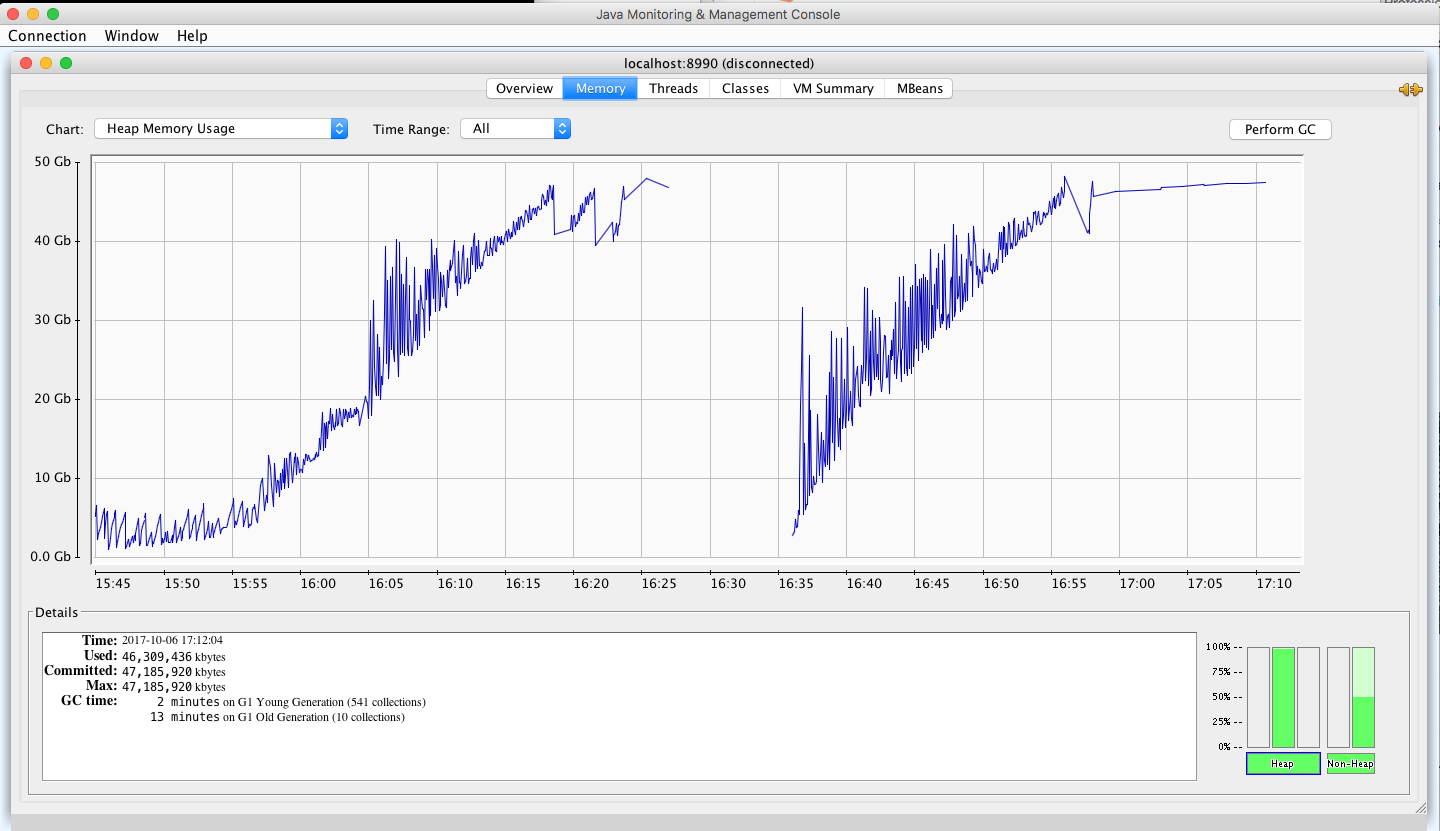 Java Monitoring & Management Console
Connection Window Help
localhost:8990 (disconnected)
Overview Memory Threads Classes VM Summary MBeans
Chart: Heap Memory Usage Time Range: All Perform GC
50 Gb
40 Gb
30 Gb
20 Gb
10 Gb
0.0 Gb
15:45 15:50 15:55 16:00 16:05 16:10 16:15 16:20 16:25 16:30 16:35 16:40 16:45 16:50 16:55 17:00 17:05 17:10
Details
Time: 2017-10-06 17:12:04
Used: 46,309,436 kbytes
Committed: 47,185,920 kbytes
Max: 47,185,920 kbytes
GC time: 2 minutes on G1 Young Generation (541 collections)
13 minutes on G1 Old Generation (10 collections)
100% --
75% --
50% --
25% --
0% --
Heap Non-Heap